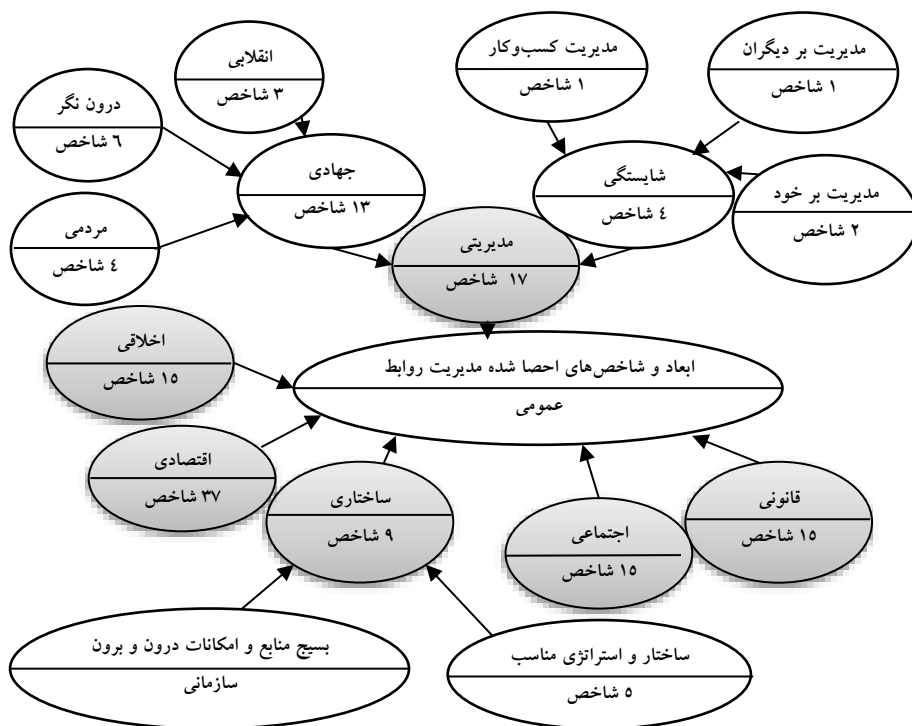 انقلابی
۳ شاخص
مدیریت کسب‌وکار
۱ شاخص
مدیریت بر دیگران
۱ شاخص
درون نگر
۶ شاخص
جهادی
۱۳ شاخص
شایستگی
٤ شاخص
مدیریت بر خود
۲ شاخص
مردمی
٤ شاخص
مدیریتی
۱۷ شاخص
اخلاقی
۱۵ شاخص
ابعاد و شاخص‌های احصا شده مدیریت روابط
عمومی
اقتصادی
۳۷ شاخص
ساختاری
۹ شاخص
اجتماعی
۱۵ شاخص
قانونی
۱۵ شاخص
بسیج منابع و امکانات درون و برون
سازمانی
ساختار و استراتژی مناسب
۵ شاخص